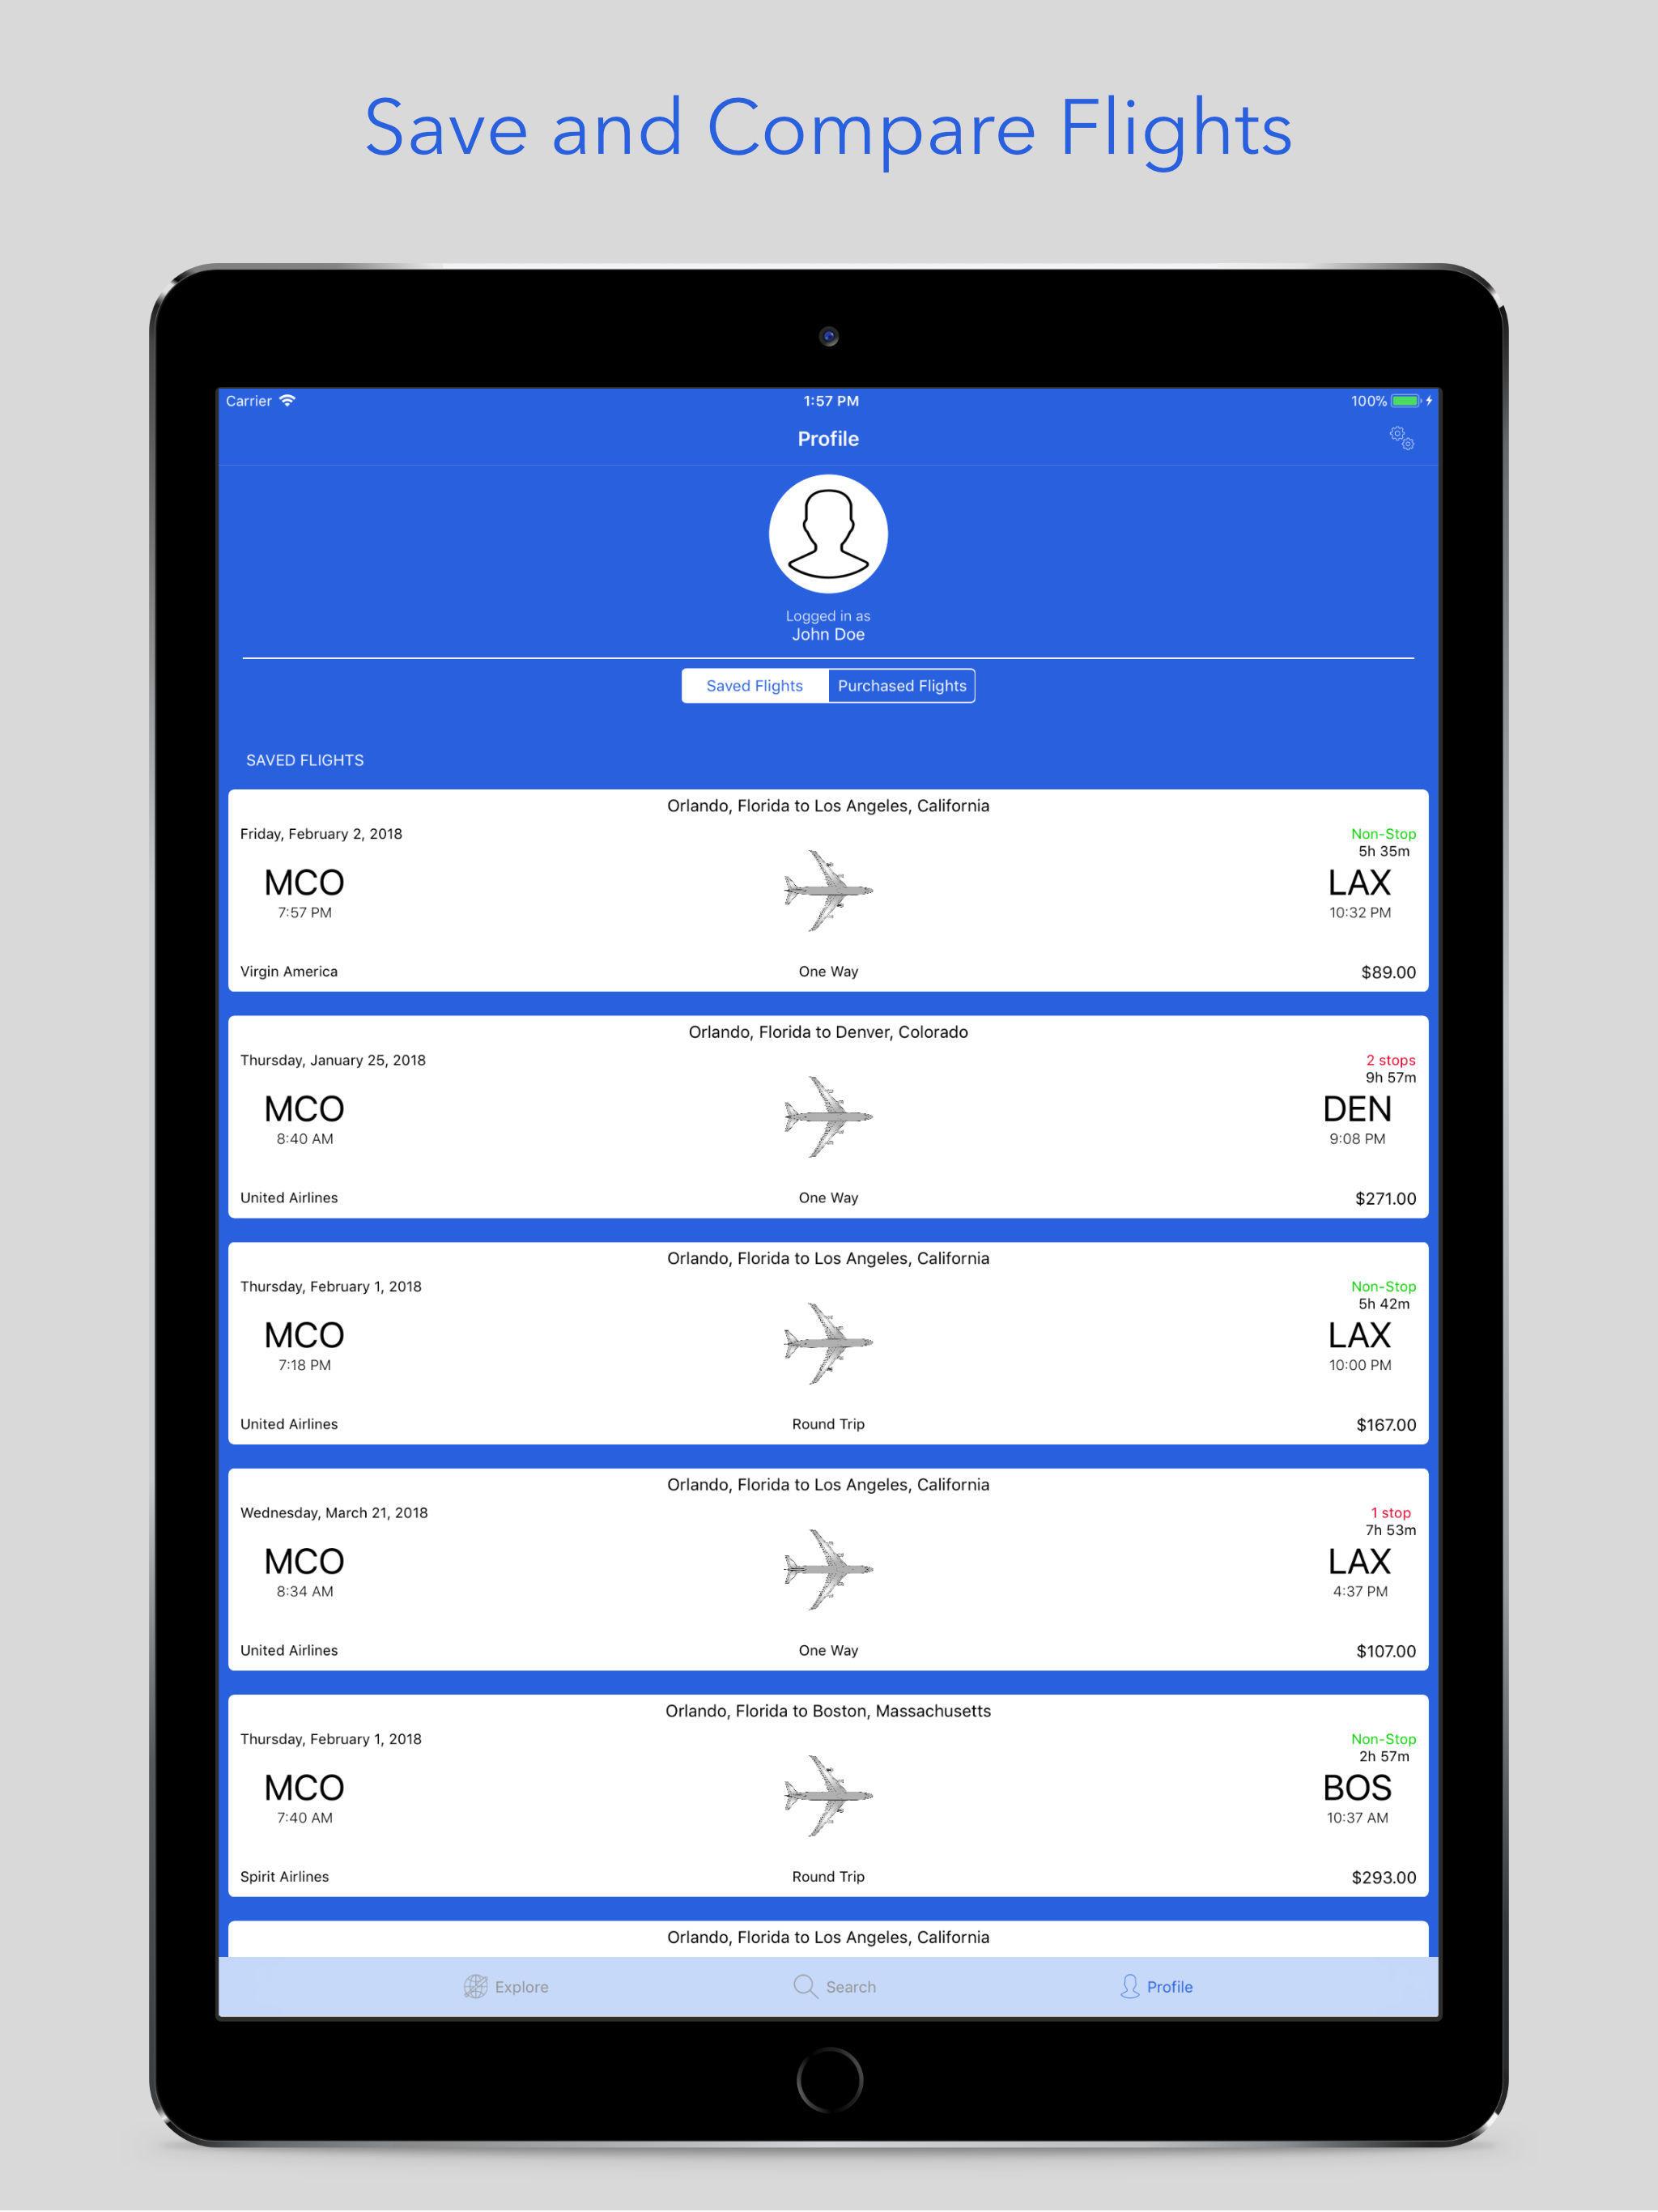 Save and Compare Flights
Carrier 1:57 PM 100%
Profile
Logged in as
John Doe
Saved Flights Purchased Flights
SAVED FLIGHTS
Orlando, Florida to Los Angeles, California
Friday, February 2, 2018 Non-Stop
5h 35m
MCO LAX
7:57 PM 10:32 PM
Virgin America One Way $89.00
Orlando, Florida to Denver, Colorado
Thursday, January 25, 2018 2 stops
9h 57m
MCO DEN
8:40 AM 9:08 PM
United Airlines One Way $271.00
Orlando, Florida to Los Angeles, California
Thursday, February 1, 2018 Non-Stop
5h 42m
MCO LAX
7:18 PM 10:00 PM
United Airlines Round Trip $167.00
Orlando, Florida to Los Angeles, California
Wednesday, March 21, 2018 1 stop
7h 53m
MCO LAX
8:34 AM 4:37 PM
United Airlines One Way $107.00
Orlando, Florida to Boston, Massachusetts
Thursday, February 1, 2018 Non-Stop
2h 57m
MCO BOS
7:40 AM 10:37 AM
Spirit Airlines Round Trip $293.00
Orlando, Florida to Los Angeles, California
Explore Search Profile